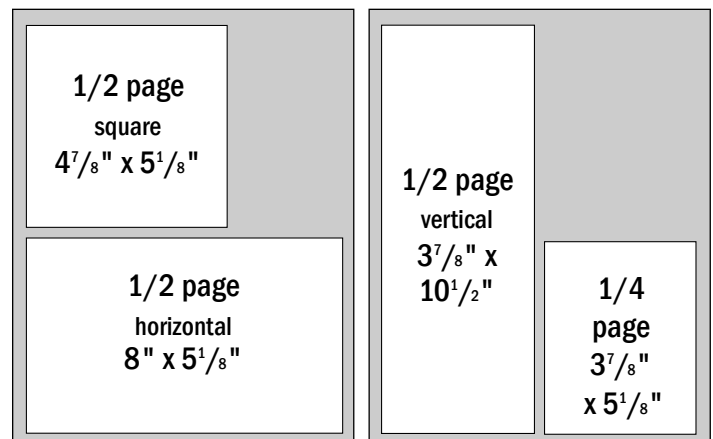 1/2 page
square
4⁷/₈" x 5¹/₈"
1/2 page
horizontal
8" x 5¹/₈"
1/2 page
vertical
3⁷/₈" x
10¹/₂"
1/4
page
3⁷/₈"
x 5¹/₈"